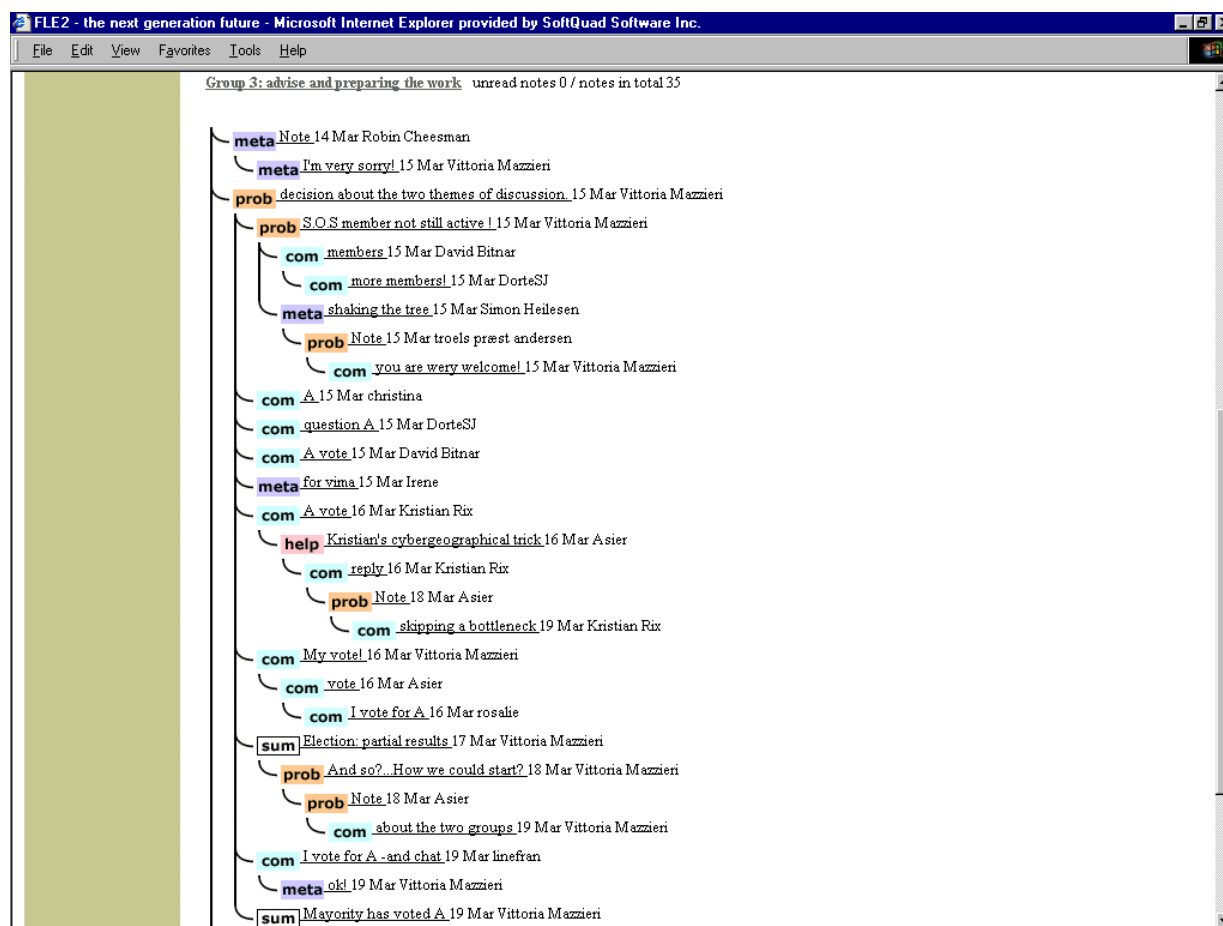 FLE2 - the next generation future - Microsoft Internet Explorer provided by SoftQuad Software Inc.
File Edit View Favorites Tools Help
Group 3: advise and preparing the work unread notes 0 / notes in total 35
meta Note 14 Mar Robin Cheesman
meta I'm very sorry! 15 Mar Vittoria Mazzieri
prob decision about the two themes of discussion. 15 Mar Vittoria Mazzieri
prob S.O.S member not still active ! 15 Mar Vittoria Mazzieri
com members 15 Mar David Bitnar
com more members! 15 Mar DorteSJ
meta shaking the tree 15 Mar Simon Heilesen
prob Note 15 Mar troels præst andersen
com you are wery welcome! 15 Mar Vittoria Mazzieri
com A 15 Mar christina
com question A 15 Mar DorteSJ
com A vote 15 Mar David Bitnar
meta for vima 15 Mar Irene
com A vote 16 Mar Kristian Rix
help Kristian's cybergeographical trick 16 Mar Asier
com reply 16 Mar Kristian Rix
prob Note 18 Mar Asier
com skipping a bottleneck 19 Mar Kristian Rix
com My vote! 16 Mar Vittoria Mazzieri
com vote 16 Mar Asier
com I vote for A 16 Mar rosalie
sum Election: partial results 17 Mar Vittoria Mazzieri
prob And so?...How we could start? 18 Mar Vittoria Mazzieri
prob Note 18 Mar Asier
com about the two groups 19 Mar Vittoria Mazzieri
com I vote for A -and chat 19 Mar linefran
meta ok! 19 Mar Vittoria Mazzieri
sum Mayority has voted A 19 Mar Vittoria Mazzieri